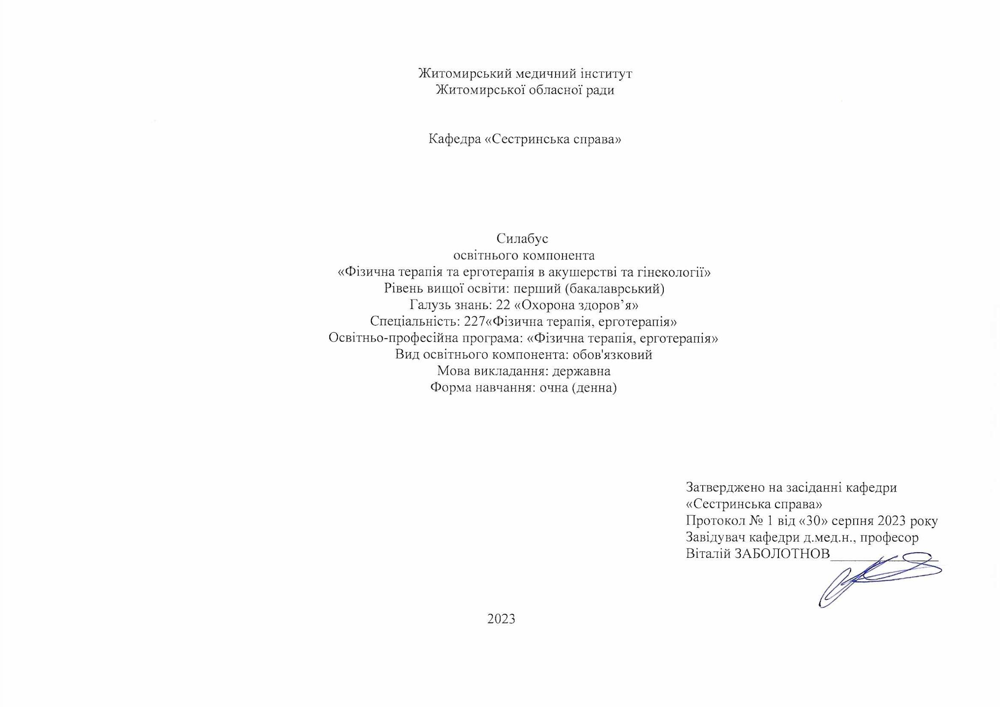 Житомирський медичний інститут
Житомирської обласної ради
Кафедра «Сестринська справа»
Силабус
освітнього компонента
«Фізична терапія та ерготерапія в акушерстві та гінекології»
Рівень вищої освіти: перший (бакалаврський)
Галузь знань: 22 «Охорона здоров’я»
Спеціальність: 227«Фізична терапія, ерготерапія»
Освітньо-професійна програма: «Фізична терапія, ерготерапія»
Вид освітнього компонента: обов'язковий
Мова викладання: державна
Форма навчання: очна (денна)
Затверджено на засіданні кафедри
«Сестринська справа»
Протокол № 1 від «30» серпня 2023 року
Завідувач кафедри д.мед.н., професор
Віталій ЗАБОЛОТНОВ
2023